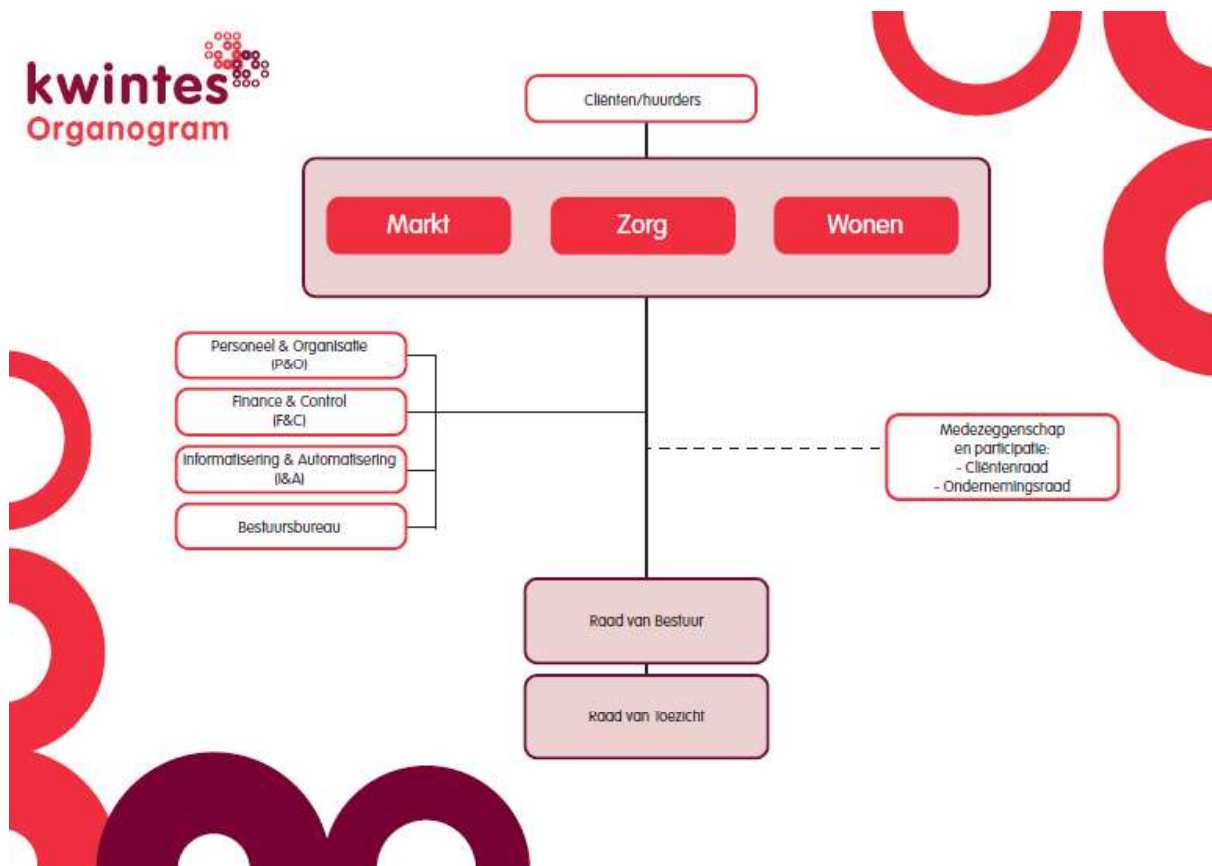 kwintes
Organogram
Cliënten/huurders
Markt
Zorg
Wonen
Personeel & Organisatie
(P&O)
Finance & Control
(F&C)
Informatisering & Automatisering
(I&A)
Bestuursbureau
Medezeggenschap
en participatie:
- Cliëntenraad
- Ondernemingsraad
Raad van Bestuur
Raad van Toezicht